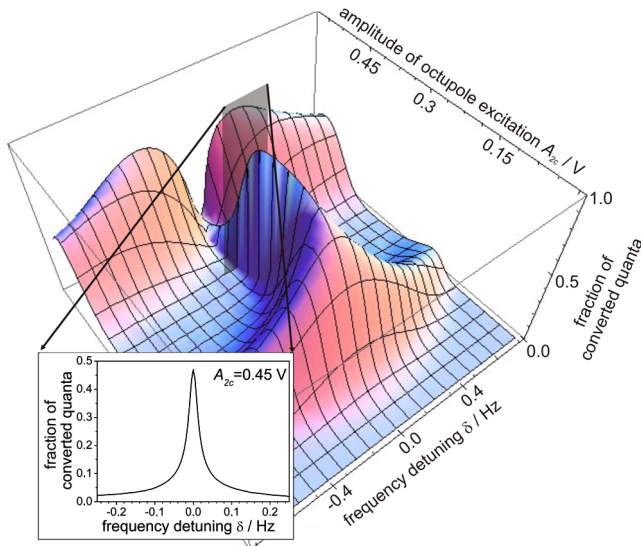 amplitude of octupole excitation A2c / V
0.45
0.3
0.15
1.0
0.5
0.0
fraction of
converted quanta
0.4
0.0
-0.4
frequency detuning δ / Hz
A2c=0.45 V
0.5
0.4
0.3
0.2
0.1
0.0
fraction of
converted quanta
-0.2 -0.1 0.0 0.1 0.2
frequency detuning δ / Hz